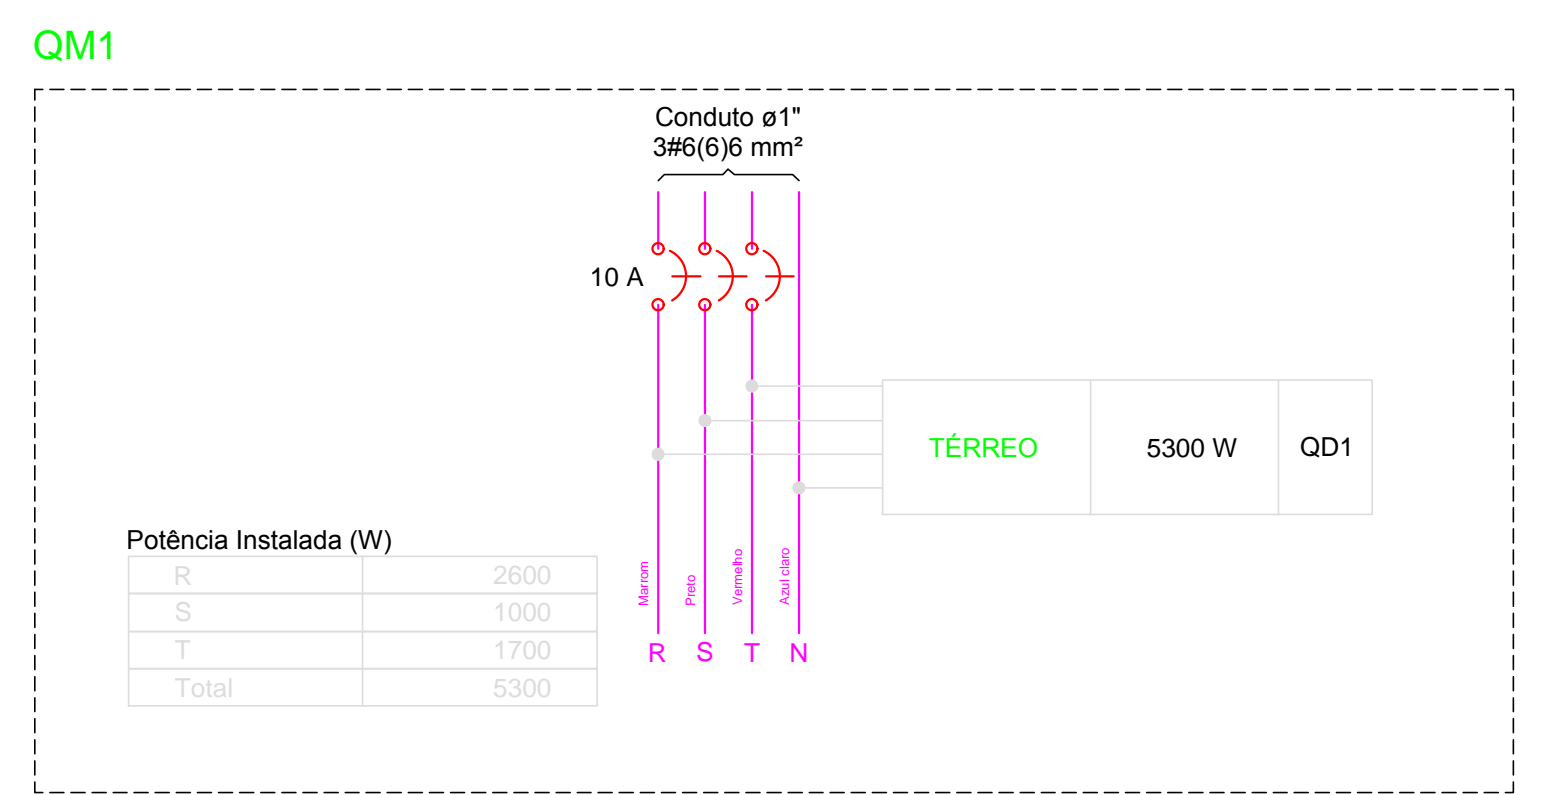 QM1
Conduto ø1"
3#6(6)6 mm²
10 A
TÉRREO 5300 W QD1
Potência Instalada (W)
R 2600
S 1000
T 1700
Total 5300
Marrom
Preto
Vermelho
Azul claro
R S T N